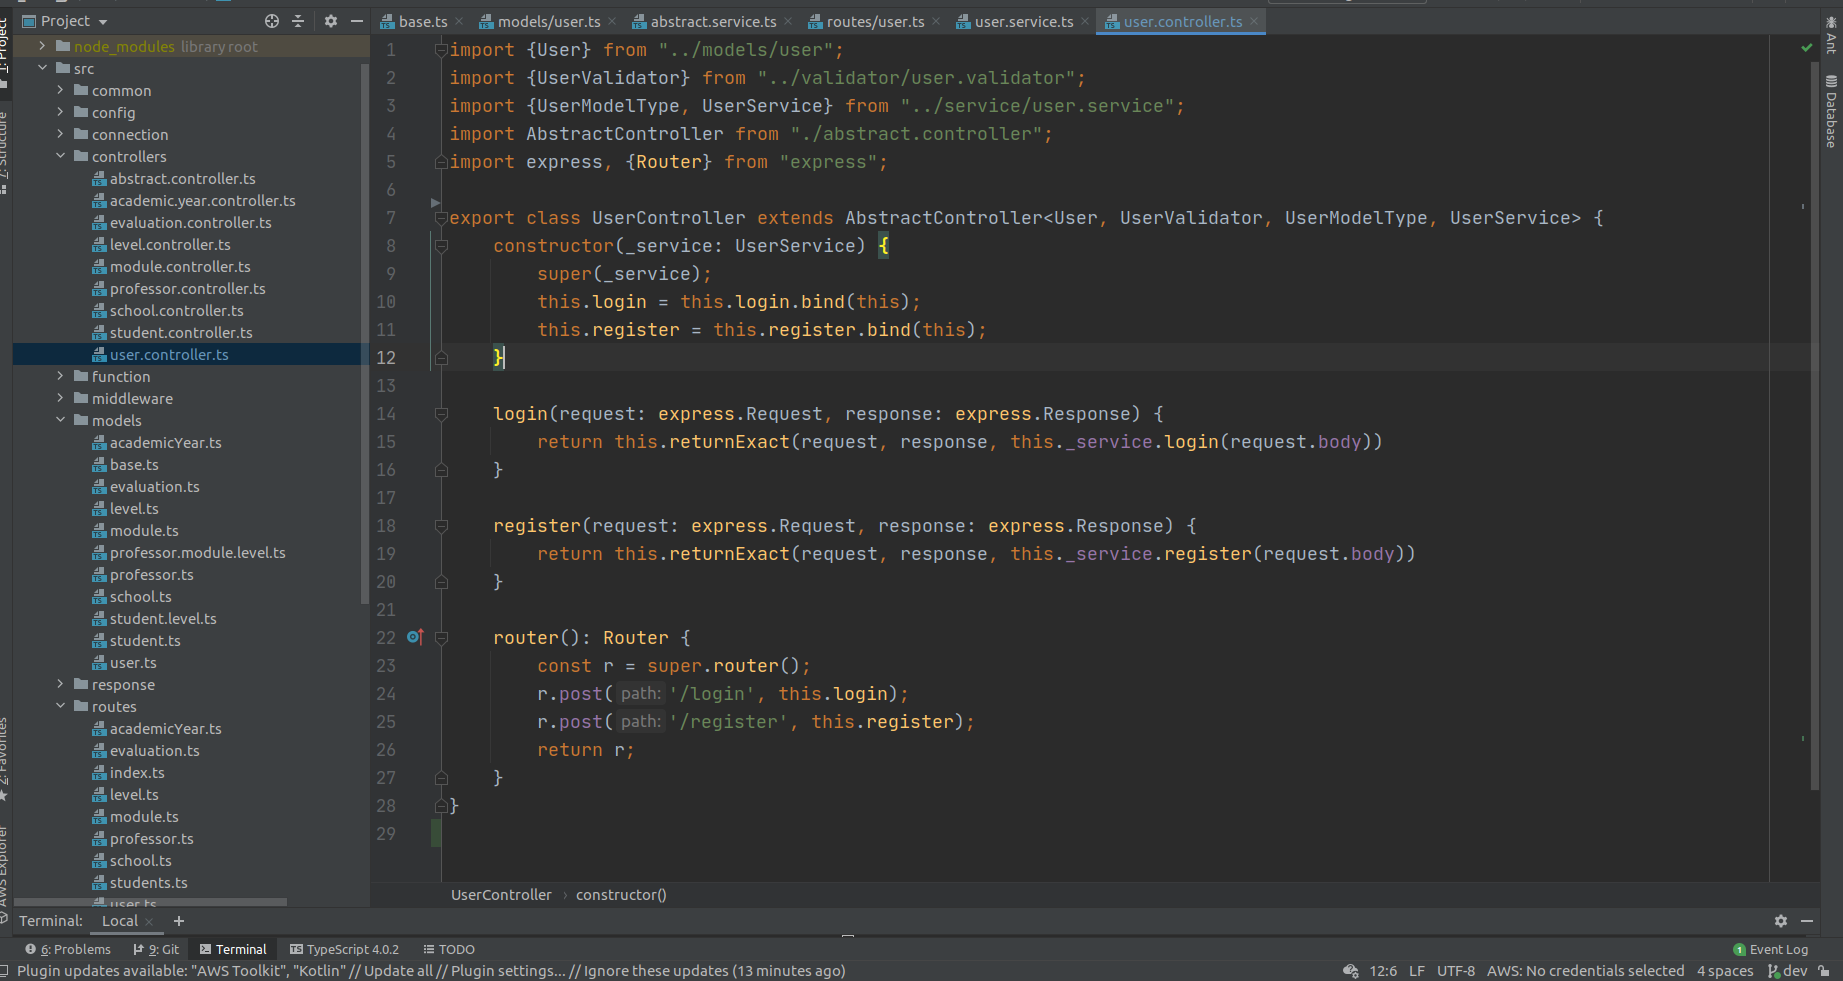 Project
base.ts
models/user.ts
abstract.service.ts
routes/user.ts
user.service.ts
user.controller.ts
1: Project
Structure
2: Favorites
AWS Explorer
Ant
Database
node_modules library root
src
common
config
connection
controllers
abstract.controller.ts
academic.year.controller.ts
evaluation.controller.ts
level.controller.ts
module.controller.ts
professor.controller.ts
school.controller.ts
student.controller.ts
user.controller.ts
function
middleware
models
academicYear.ts
base.ts
evaluation.ts
level.ts
module.ts
professor.module.level.ts
professor.ts
school.ts
student.level.ts
student.ts
user.ts
response
routes
academicYear.ts
evaluation.ts
index.ts
level.ts
module.ts
professor.ts
school.ts
students.ts
user.ts
1 import {User} from "../models/user";
2 import {UserValidator} from "../validator/user.validator";
3 import {UserModelType, UserService} from "../service/user.service";
4 import AbstractController from "./abstract.controller";
5 import express, {Router} from "express";
6
7 export class UserController extends AbstractController<User, UserValidator, UserModelType, UserService> {
8 constructor(_service: UserService) {
9 super(_service);
10 this.login = this.login.bind(this);
11 this.register = this.register.bind(this);
12 }
13
14 login(request: express.Request, response: express.Response) {
15 return this.returnExact(request, response, this._service.login(request.body))
16 }
17
18 register(request: express.Request, response: express.Response) {
19 return this.returnExact(request, response, this._service.register(request.body))
20 }
21
22 router(): Router {
23 const r = super.router();
24 r.post( path: '/login', this.login);
25 r.post( path: '/register', this.register);
26 return r;
27 }
28 }
29
UserController › constructor()
Terminal: Local × +
6: Problems 9: Git Terminal TypeScript 4.0.2 TODO 1 Event Log
Plugin updates available: "AWS Toolkit", "Kotlin" // Update all // Plugin settings... // Ignore these updates (13 minutes ago) 12:6 LF UTF-8 AWS: No credentials selected 4 spaces dev